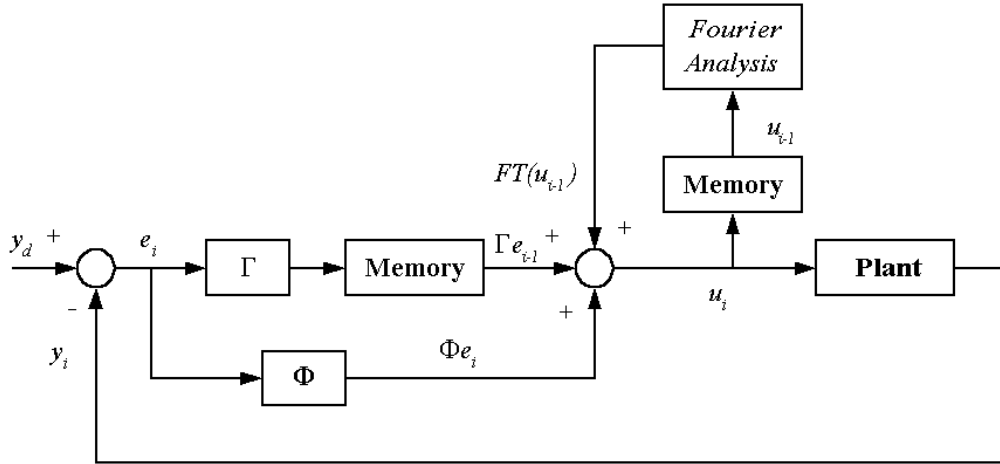 Fourier
Analysis
u_{i-1}
FT(u_{i-1})
Memory
y_d
+
e_i
Γ
Memory
Γe_{i-1}
+
+
Plant
u_i
-
+
y_i
Φ
Φe_i